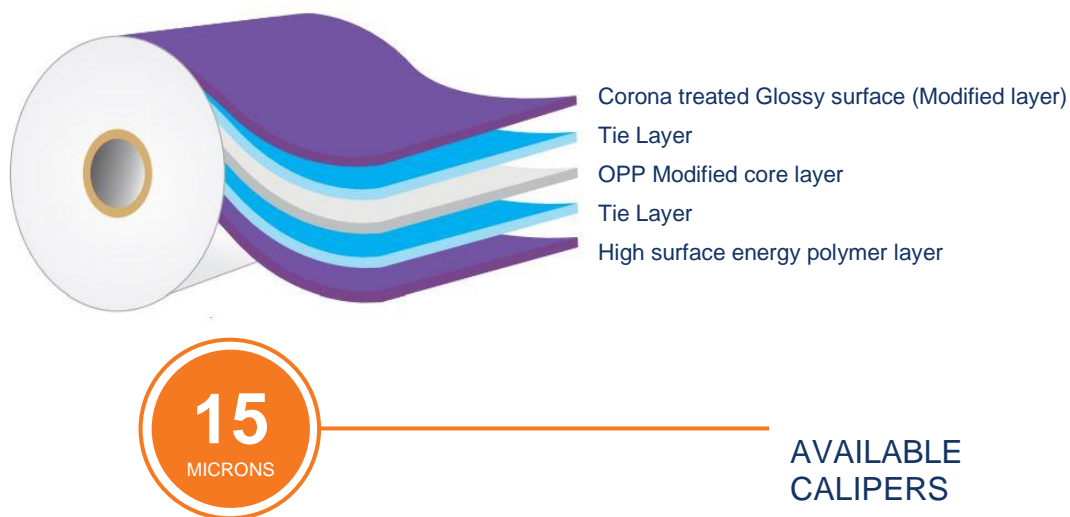 Corona treated Glossy surface (Modified layer)
Tie Layer
OPP Modified core layer
Tie Layer
High surface energy polymer layer
15
MICRONS
AVAILABLE
CALIPERS